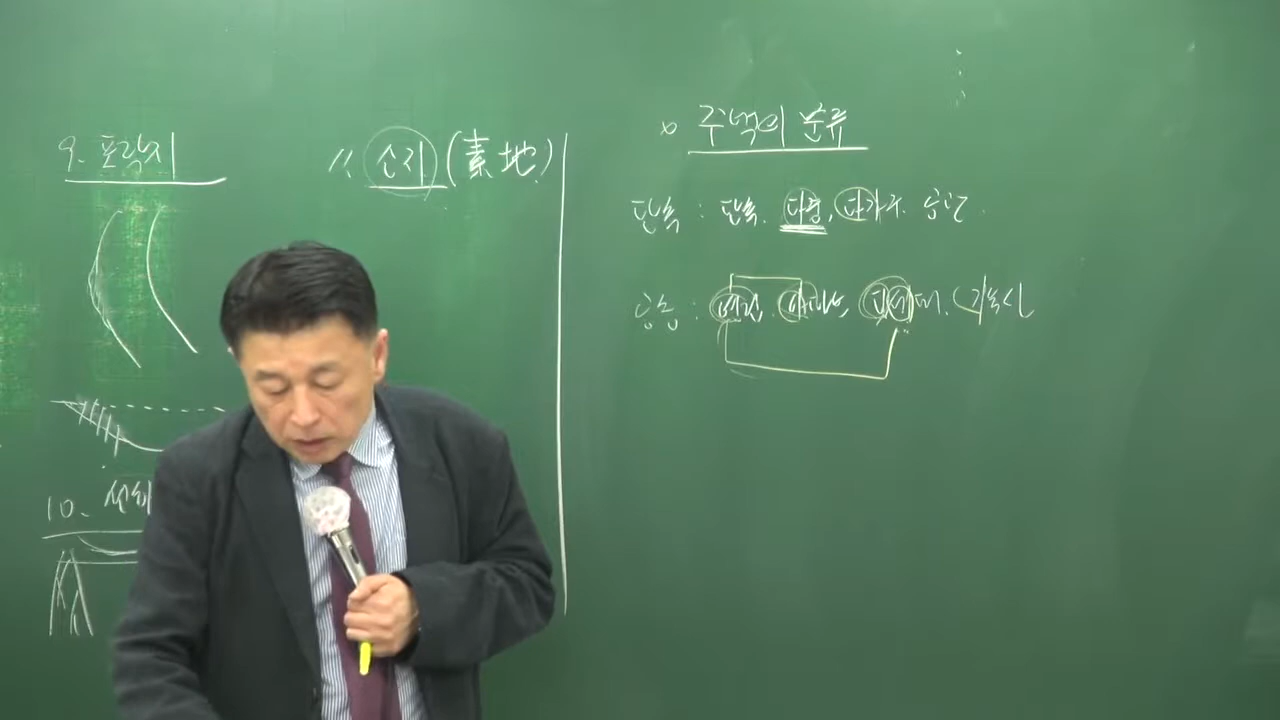 9. 포락지
10. 선하
11. 소지 (素地)
주택의 분류
단독 : 단독. 다중, 다가구. 공관.
공동 : 연립. 아파트, 다세대. 기숙사